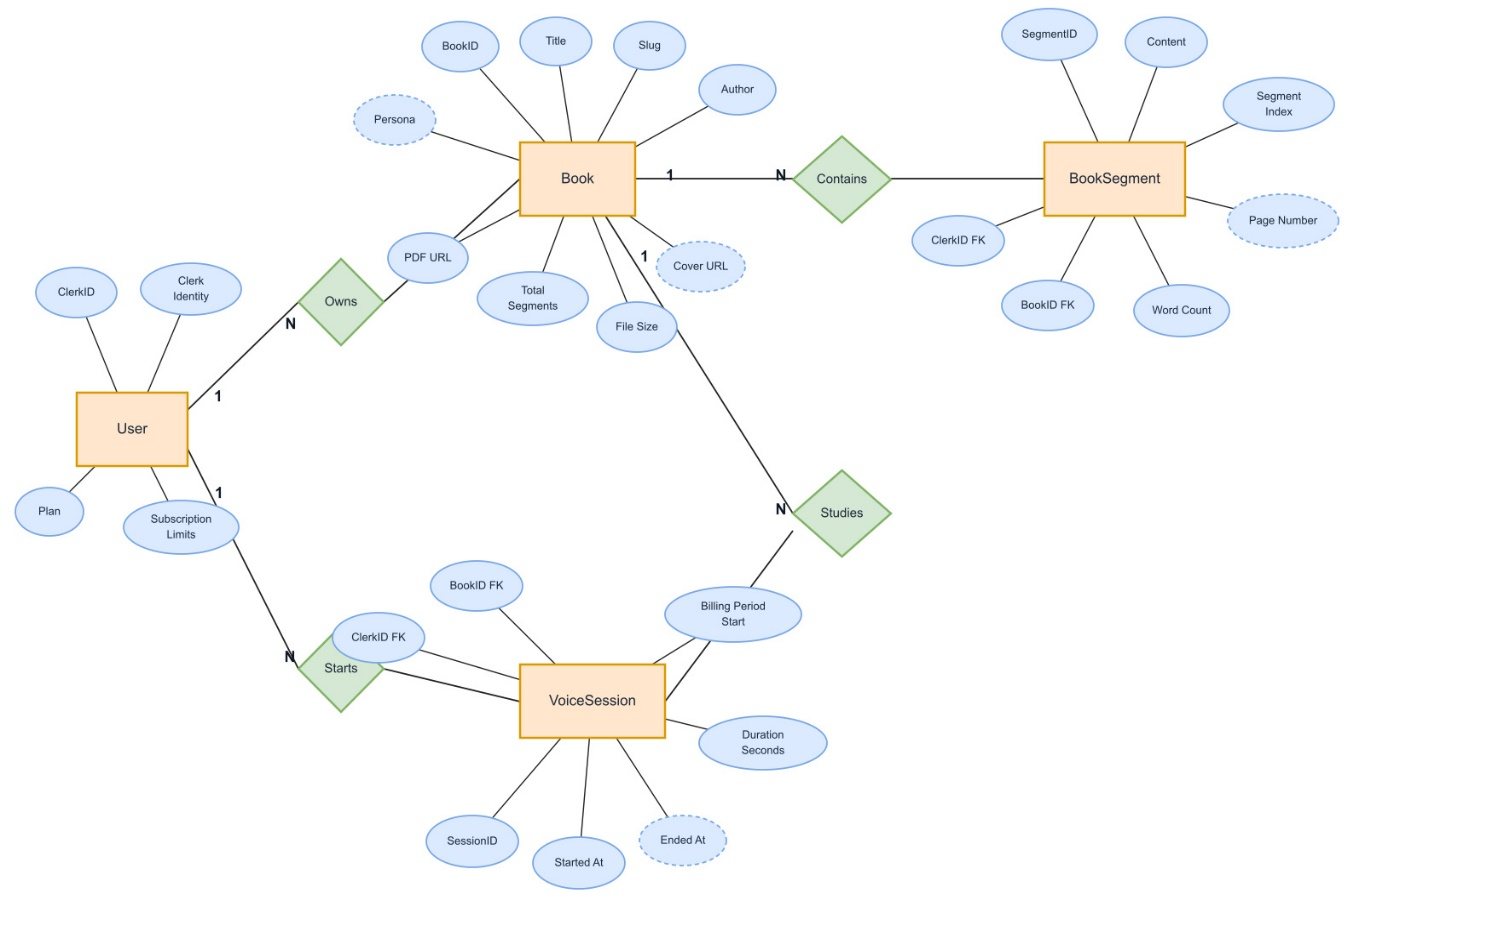 SegmentID
Content
BookID
Title
Slug
Author
Segment
Index
Persona
Book
1
N
Contains
BookSegment
Page Number
ClerkID FK
PDF URL
1
Cover URL
Total
Segments
File Size
BookID FK
Word Count
ClerkID
Clerk
Identity
Owns
N
1
User
1
Plan
Subscription
Limits
N
Studies
BookID FK
Billing Period
Start
ClerkID FK
N
Starts
VoiceSession
Duration
Seconds
SessionID
Started At
Ended At